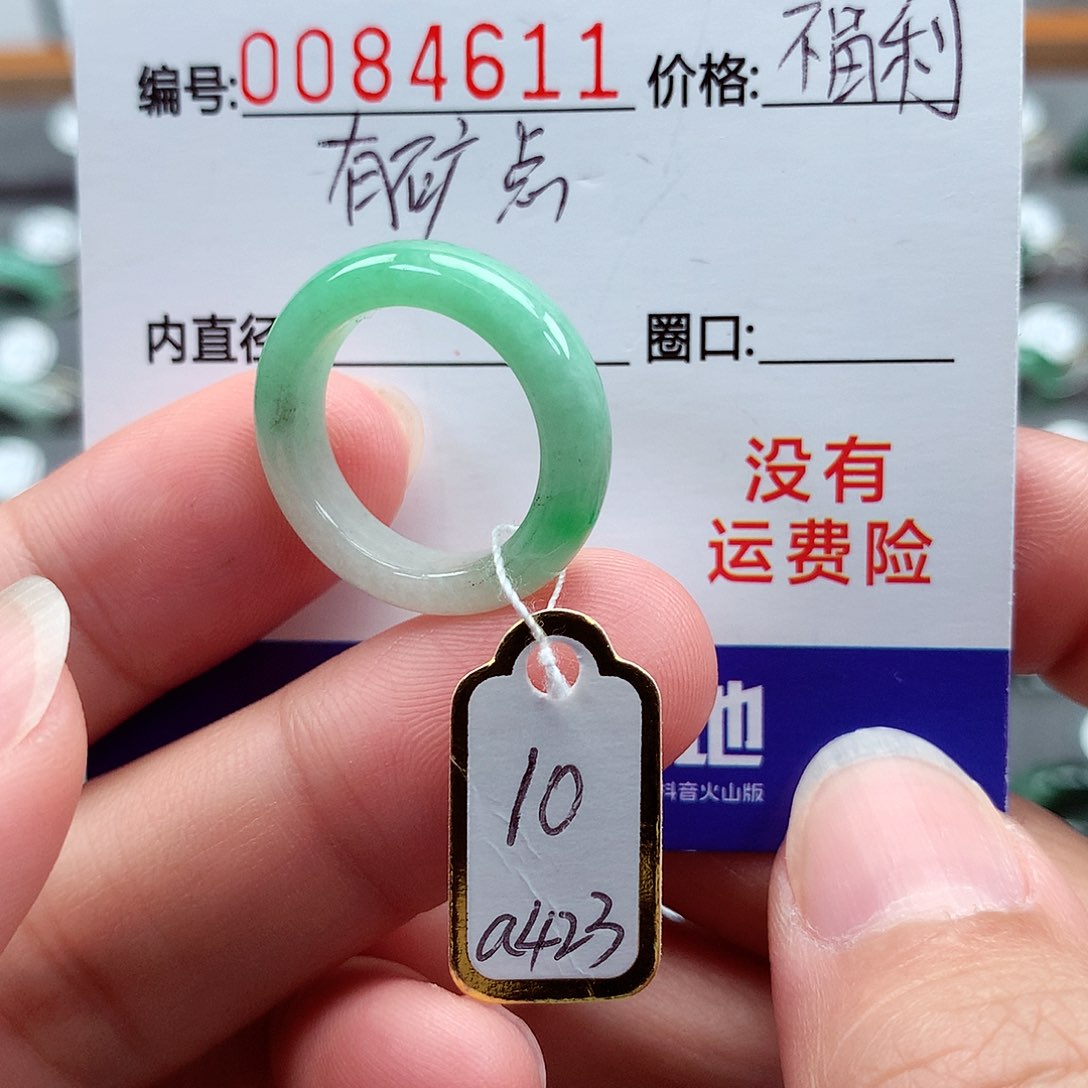 编号:0084611 价格:福利
有矿点
内直径 圈口:
没有
运费险
地
抖音火山版
10
a423